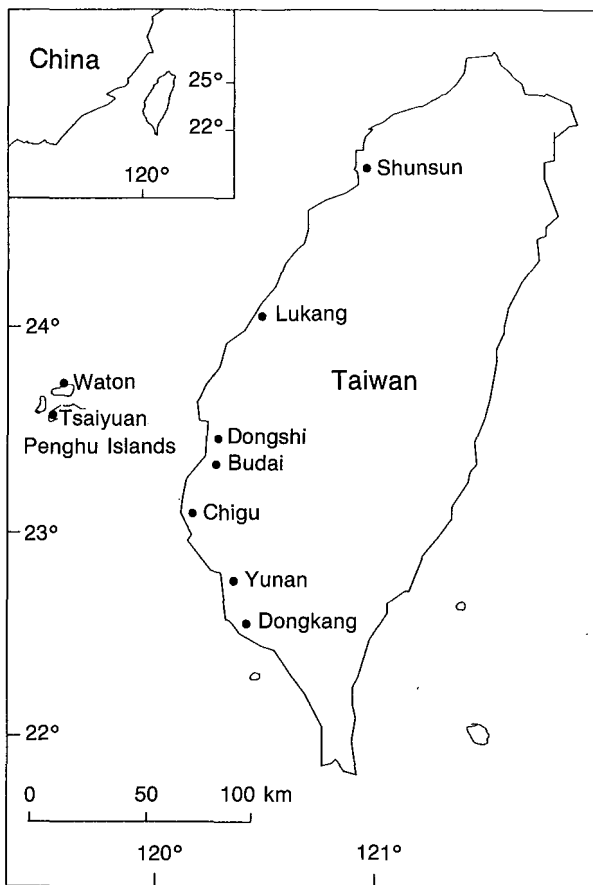 China
25°
22°
120°
Shunsun
Lukang
24°
Waton
Taiwan
Tsaiyuan
Penghu Islands
Dongshi
Budai
Chigu
23°
Yunan
Dongkang
22°
0 50 100 km
120° 121°